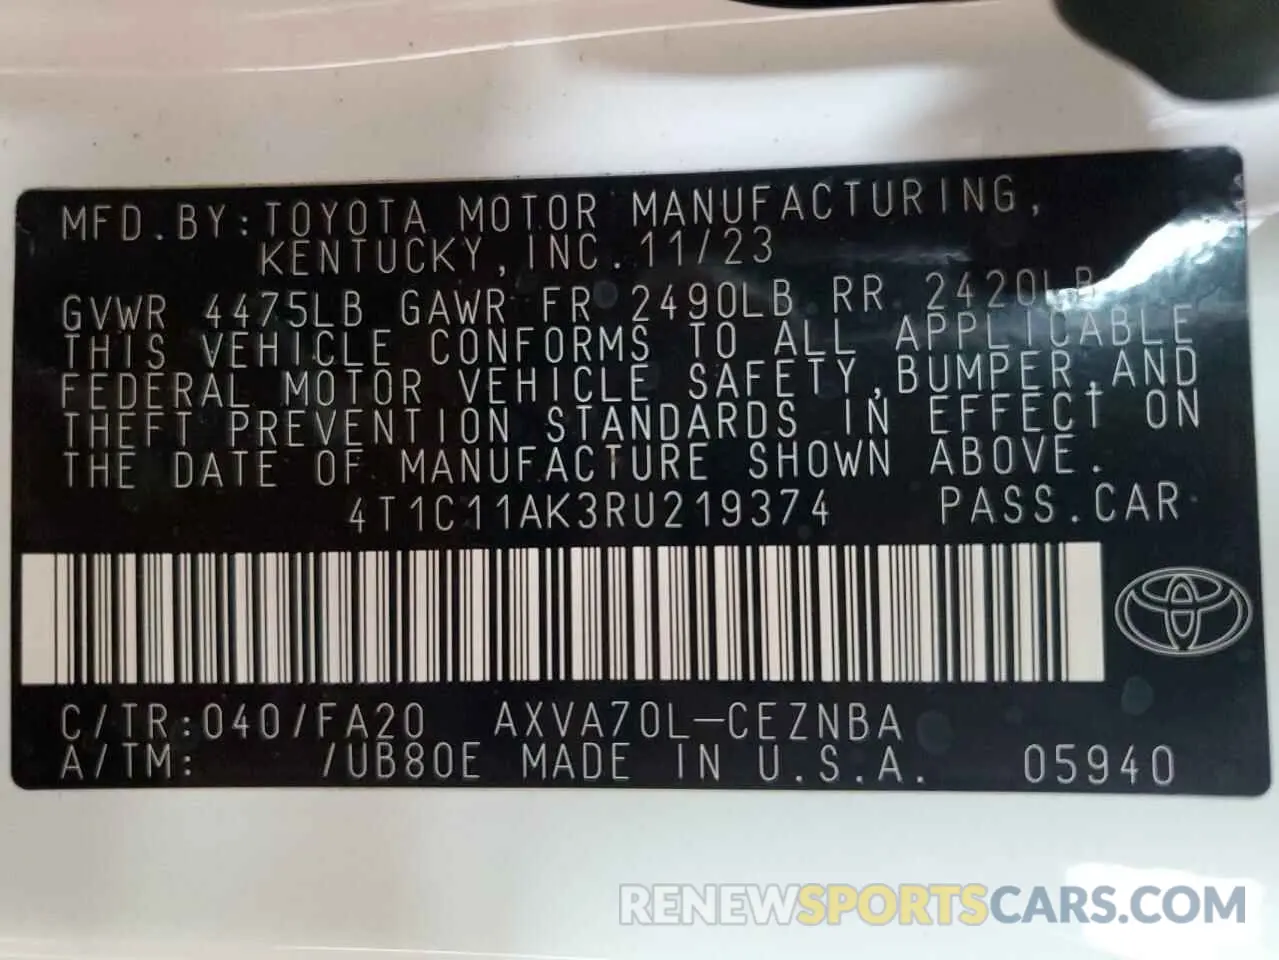 MFD.BY:TOYOTA MOTOR MANUFACTURING,
KENTUCKY,INC. 11/23
GVWR 4475LB GAWR FR 2490LB RR 2420LB
THIS VEHICLE CONFORMS TO ALL APPLICABLE
FEDERAL MOTOR VEHICLE SAFETY,BUMPER,AND
THEFT PREVENTION STANDARDS IN EFFECT ON
THE DATE OF MANUFACTURE SHOWN ABOVE.
4T1C11AK3RU219374 PASS.CAR
C/TR:040/FA20 AXVA70L-CEZNBA
A/TM: /UB80E MADE IN U.S.A. 05940
RENEWSPORTSCARS.COM